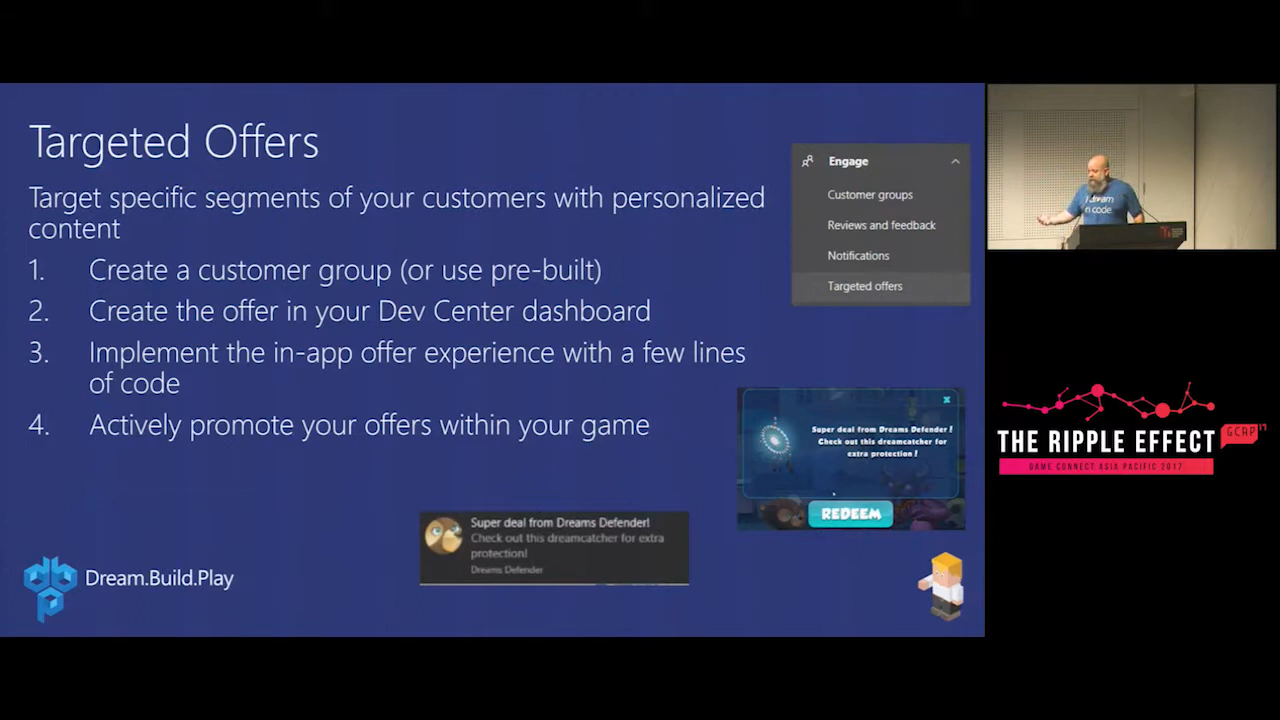 Targeted Offers
Target specific segments of your customers with personalized
content
1. Create a customer group (or use pre-built)
2. Create the offer in your Dev Center dashboard
3. Implement the in-app offer experience with a few lines
of code
4. Actively promote your offers within your game
Engage
Customer groups
Reviews and feedback
Notifications
Targeted offers
Super deal from Dreams Defender!
Check out this dreamcatcher for
extra protection!
REDEEM
Super deal from Dreams Defender!
Check out this dreamcatcher for extra
protection!
Dreams Defender
dbp
Dream.Build.Play
I dream
in code.
THE RIPPLE EFFECT
GCAP17
GAME CONNECT ASIA PACIFIC 2017